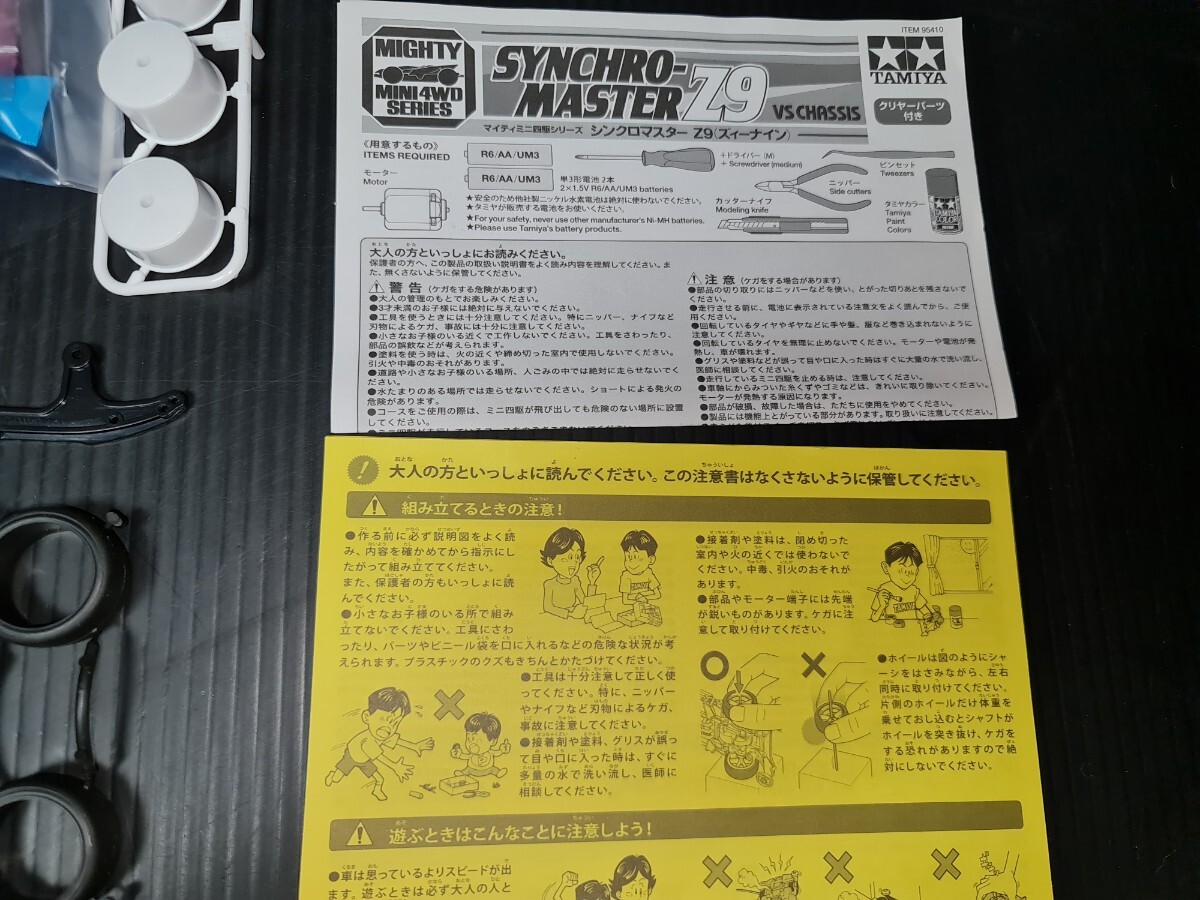 ITEM 95410
MIGHTY
MINI4WD
SERIES
SYNCHRO-
MASTER Z9
VS CHASSIS
TAMIYA
クリヤーパーツ
付き
マイティミニ四駆シリーズ シンクロマスター Z9(ズィーナイン)
《用意するもの》
ITEMS REQUIRED
モーター
Motor
R6/AA/UM3
R6/AA/UM3
単3形電池 2本
2×1.5V R6/AA/UM3 batteries
★安全のため他社製ニッケル水素電池は絶対に使わないでください。
★タミヤが販売する電池をお使いください。
★For your safety, never use other manufacturer's Ni-MH batteries.
★Please use Tamiya's battery products.
+ドライバー (M)
+ Screwdriver (medium)
カッターナイフ
Modeling knife
ニッパー
Side cutters
ピンセット
Tweezers
タミヤカラー
Tamiya
Paint
Colors
大人の方といっしょにお読みください。
保護者の方へ、この製品の取扱い説明書をよく読み内容を理解してください。ま
た、無くさないように保管してください。
警告 (ケガをする危険があります)
●大人の管理のもとでお楽しみください。
●3才未満のお子様には絶対に与えないでください。
●工具を使うときには十分注意してください。特にニッパー、ナイフなど
刃物によるケガ、事故には十分に注意してください。
●小さなお子様のいる近くで工作しないでください。工具をさわったり、
部品の誤飲などが考えられます。
●塗料を使う時は、火の近くや締め切った室内で使用しないでください。
引火や中毒のおそれがあります。
●道路や小さなお子様のいる場所、人ごみの中では絶対に走らせないでくだ
さい。
●水たまりのある場所では走らせないでください。ショートによる発火の
危険があります。
●コースをご使用の際は、ミニ四駆が飛び出しても危険のない場所に設置
してください。
注意 (ケガをする場合があります)
●部品の切り取りにはニッパーなどを使い、とがった切りあとを残さないで
ください。
●走行させる前に、電池に表示されている注意文をよく読んでから、ご使
用ください。
●回転しているタイヤやギヤなどに手や髪、服など巻き込まれないように
注意してください。
●回転しているタイヤを無理に止めないでください。モーターや電池が発
熱し、車が壊れます。
●グリスや塗料などが誤って目や口に入った時はすぐに大量の水で洗い流し、
医師に相談してください。
●走行しているミニ四駆を止める時は、注意してください。
●車軸にからみついた糸くずやゴミなどは、きれいに取り除いてください。
モーターが発熱する原因になります。
●部品が破損、故障した場合は、ただちに使用をやめてください。
●製品には機能上とがっている部分があります。取り扱いに注意してください。
大人の方といっしょに読んでください。この注意書はなくさないように保管してください。
組み立てるときの注意!
●作る前に必ず説明図をよく読
み、内容を確かめてから指示にし
たがって組み立ててください。
また、保護者の方もいっしょに読
んでください。
●小さなお子様のいる所で組み
立てないでください。工具にさわ
ったり、パーツやビニール袋を口に入れるなどの危険な状況が考
えられます。プラスチックのクズもきちんとかたづけてください。
●工具は十分注意して正しく使
ってください。特に、ニッパー
やナイフなど刃物によるケガ、
事故に注意してください。
●接着剤や塗料、グリスが誤っ
て目や口に入った時は、すぐに
多量の水で洗い流し、医師に
相談してください。
●接着剤や塗料は、閉め切った
室内や火の近くでは使わないで
ください。中毒、引火のおそれが
あります。
●部品やモーター端子には先端
が鋭いものがあります。ケガに注
意して取り付けてください。
●ホイールは図のようにシャ
ーシをはさみながら、左右
同時に取り付けてください。
片側のホイールだけ体重を
乗せておし込むとシャフトが
ホイールを突き抜け、ケガを
する恐れがありますので絶
対にしないでください。
遊ぶときはこんなことに注意しよう!
●車は思っているよりスピードが出
ます。遊ぶときは必ず大人の人と